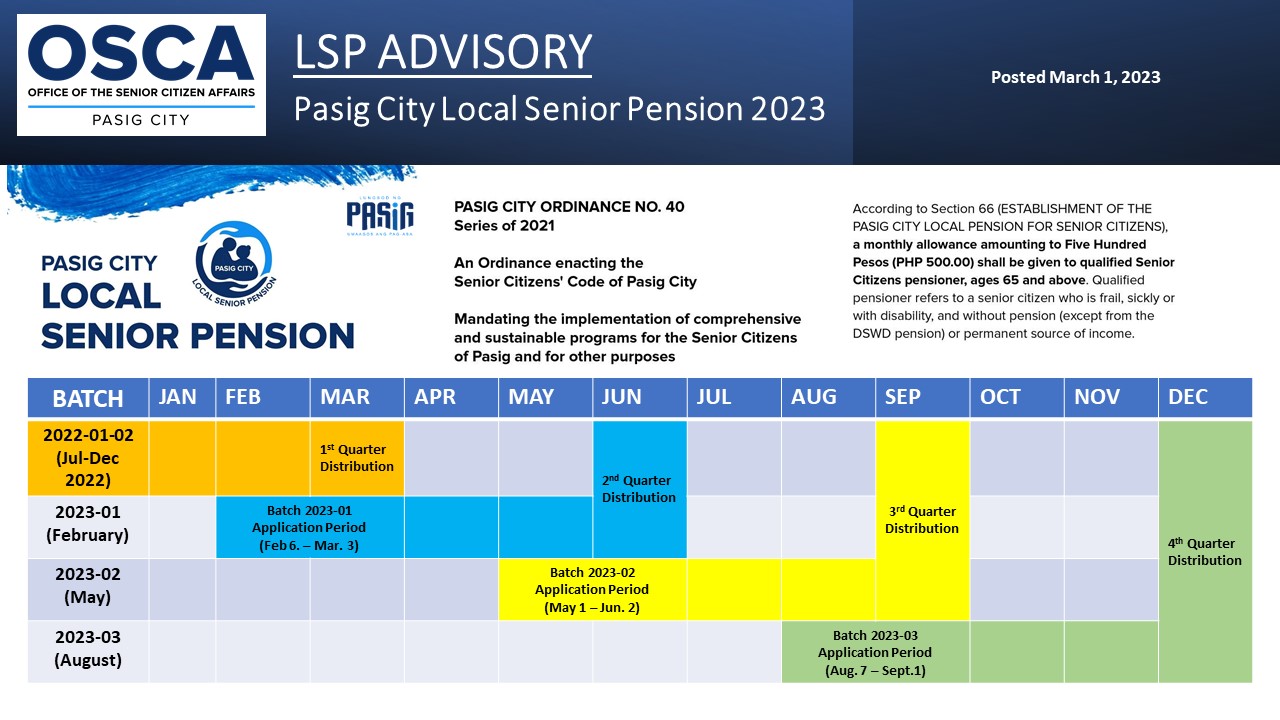 OSCA
OFFICE OF THE SENIOR CITIZEN AFFAIRS
PASIG CITY
LSP ADVISORY
Pasig City Local Senior Pension 2023
Posted March 1, 2023
PASIG
PASIG CITY
LOCAL
SENIOR PENSION
PASIG CITY
LOCAL SENIOR PENSION
PASIG CITY ORDINANCE NO. 40
Series of 2021
An Ordinance enacting the
Senior Citizens' Code of Pasig City
Mandating the implementation of comprehensive
and sustainable programs for the Senior Citizens
of Pasig and for other purposes
According to Section 66 (ESTABLISHMENT OF THE
PASIG CITY LOCAL PENSION FOR SENIOR CITIZENS),
a monthly allowance amounting to Five Hundred
Pesos (PHP 500.00) shall be given to qualified Senior
Citizens pensioner, ages 65 and above. Qualified
pensioner refers to a senior citizen who is frail, sickly or
with disability, and without pension (except from the
DSWD pension) or permanent source of income.
BATCH JAN FEB MAR APR MAY JUN JUL AUG SEP OCT NOV DEC
2022-01-02
(Jul-Dec
2022)
1st Quarter
Distribution
2nd Quarter
Distribution
3rd Quarter
Distribution
4th Quarter
Distribution
2023-01
(February)
Batch 2023-01
Application Period
(Feb 6. – Mar. 3)
2023-02
(May)
Batch 2023-02
Application Period
(May 1 – Jun. 2)
2023-03
(August)
Batch 2023-03
Application Period
(Aug. 7 – Sept.1)